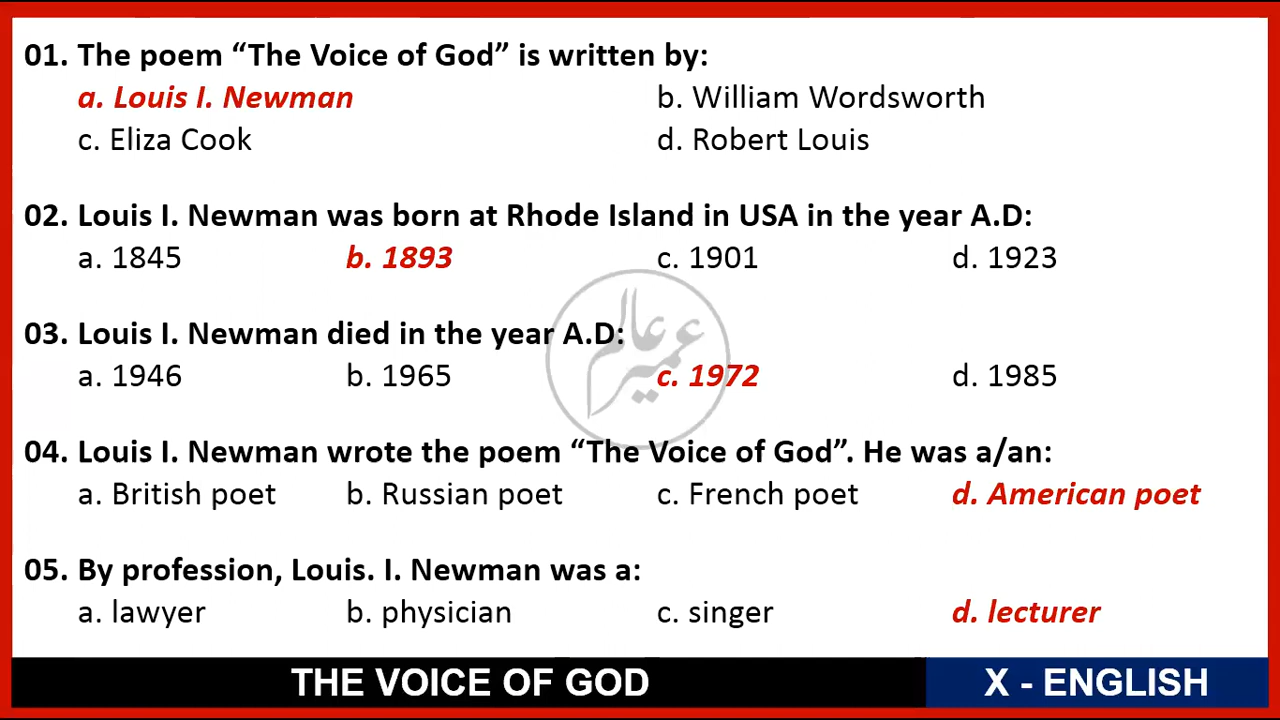 01. The poem “The Voice of God” is written by:
a. Louis I. Newman b. William Wordsworth
c. Eliza Cook d. Robert Louis
02. Louis I. Newman was born at Rhode Island in USA in the year A.D:
a. 1845 b. 1893 c. 1901 d. 1923
03. Louis I. Newman died in the year A.D:
a. 1946 b. 1965 c. 1972 d. 1985
عمیر عالم
04. Louis I. Newman wrote the poem “The Voice of God”. He was a/an:
a. British poet b. Russian poet c. French poet d. American poet
05. By profession, Louis. I. Newman was a:
a. lawyer b. physician c. singer d. lecturer
THE VOICE OF GOD X - ENGLISH